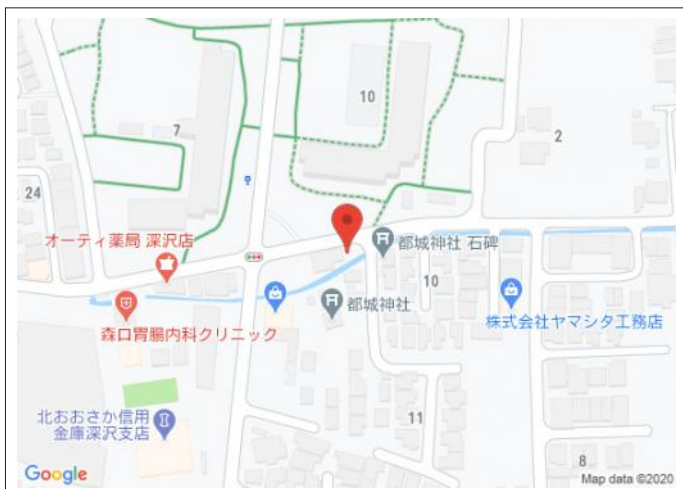 10
7
2
24
オーティ薬局 深沢店
都城神社 石碑
10
都城神社
株式会社ヤマシタ工務店
森口胃腸内科クリニック
11
北おおさか信用
金庫深沢支店
8
Google
Map data ©2020